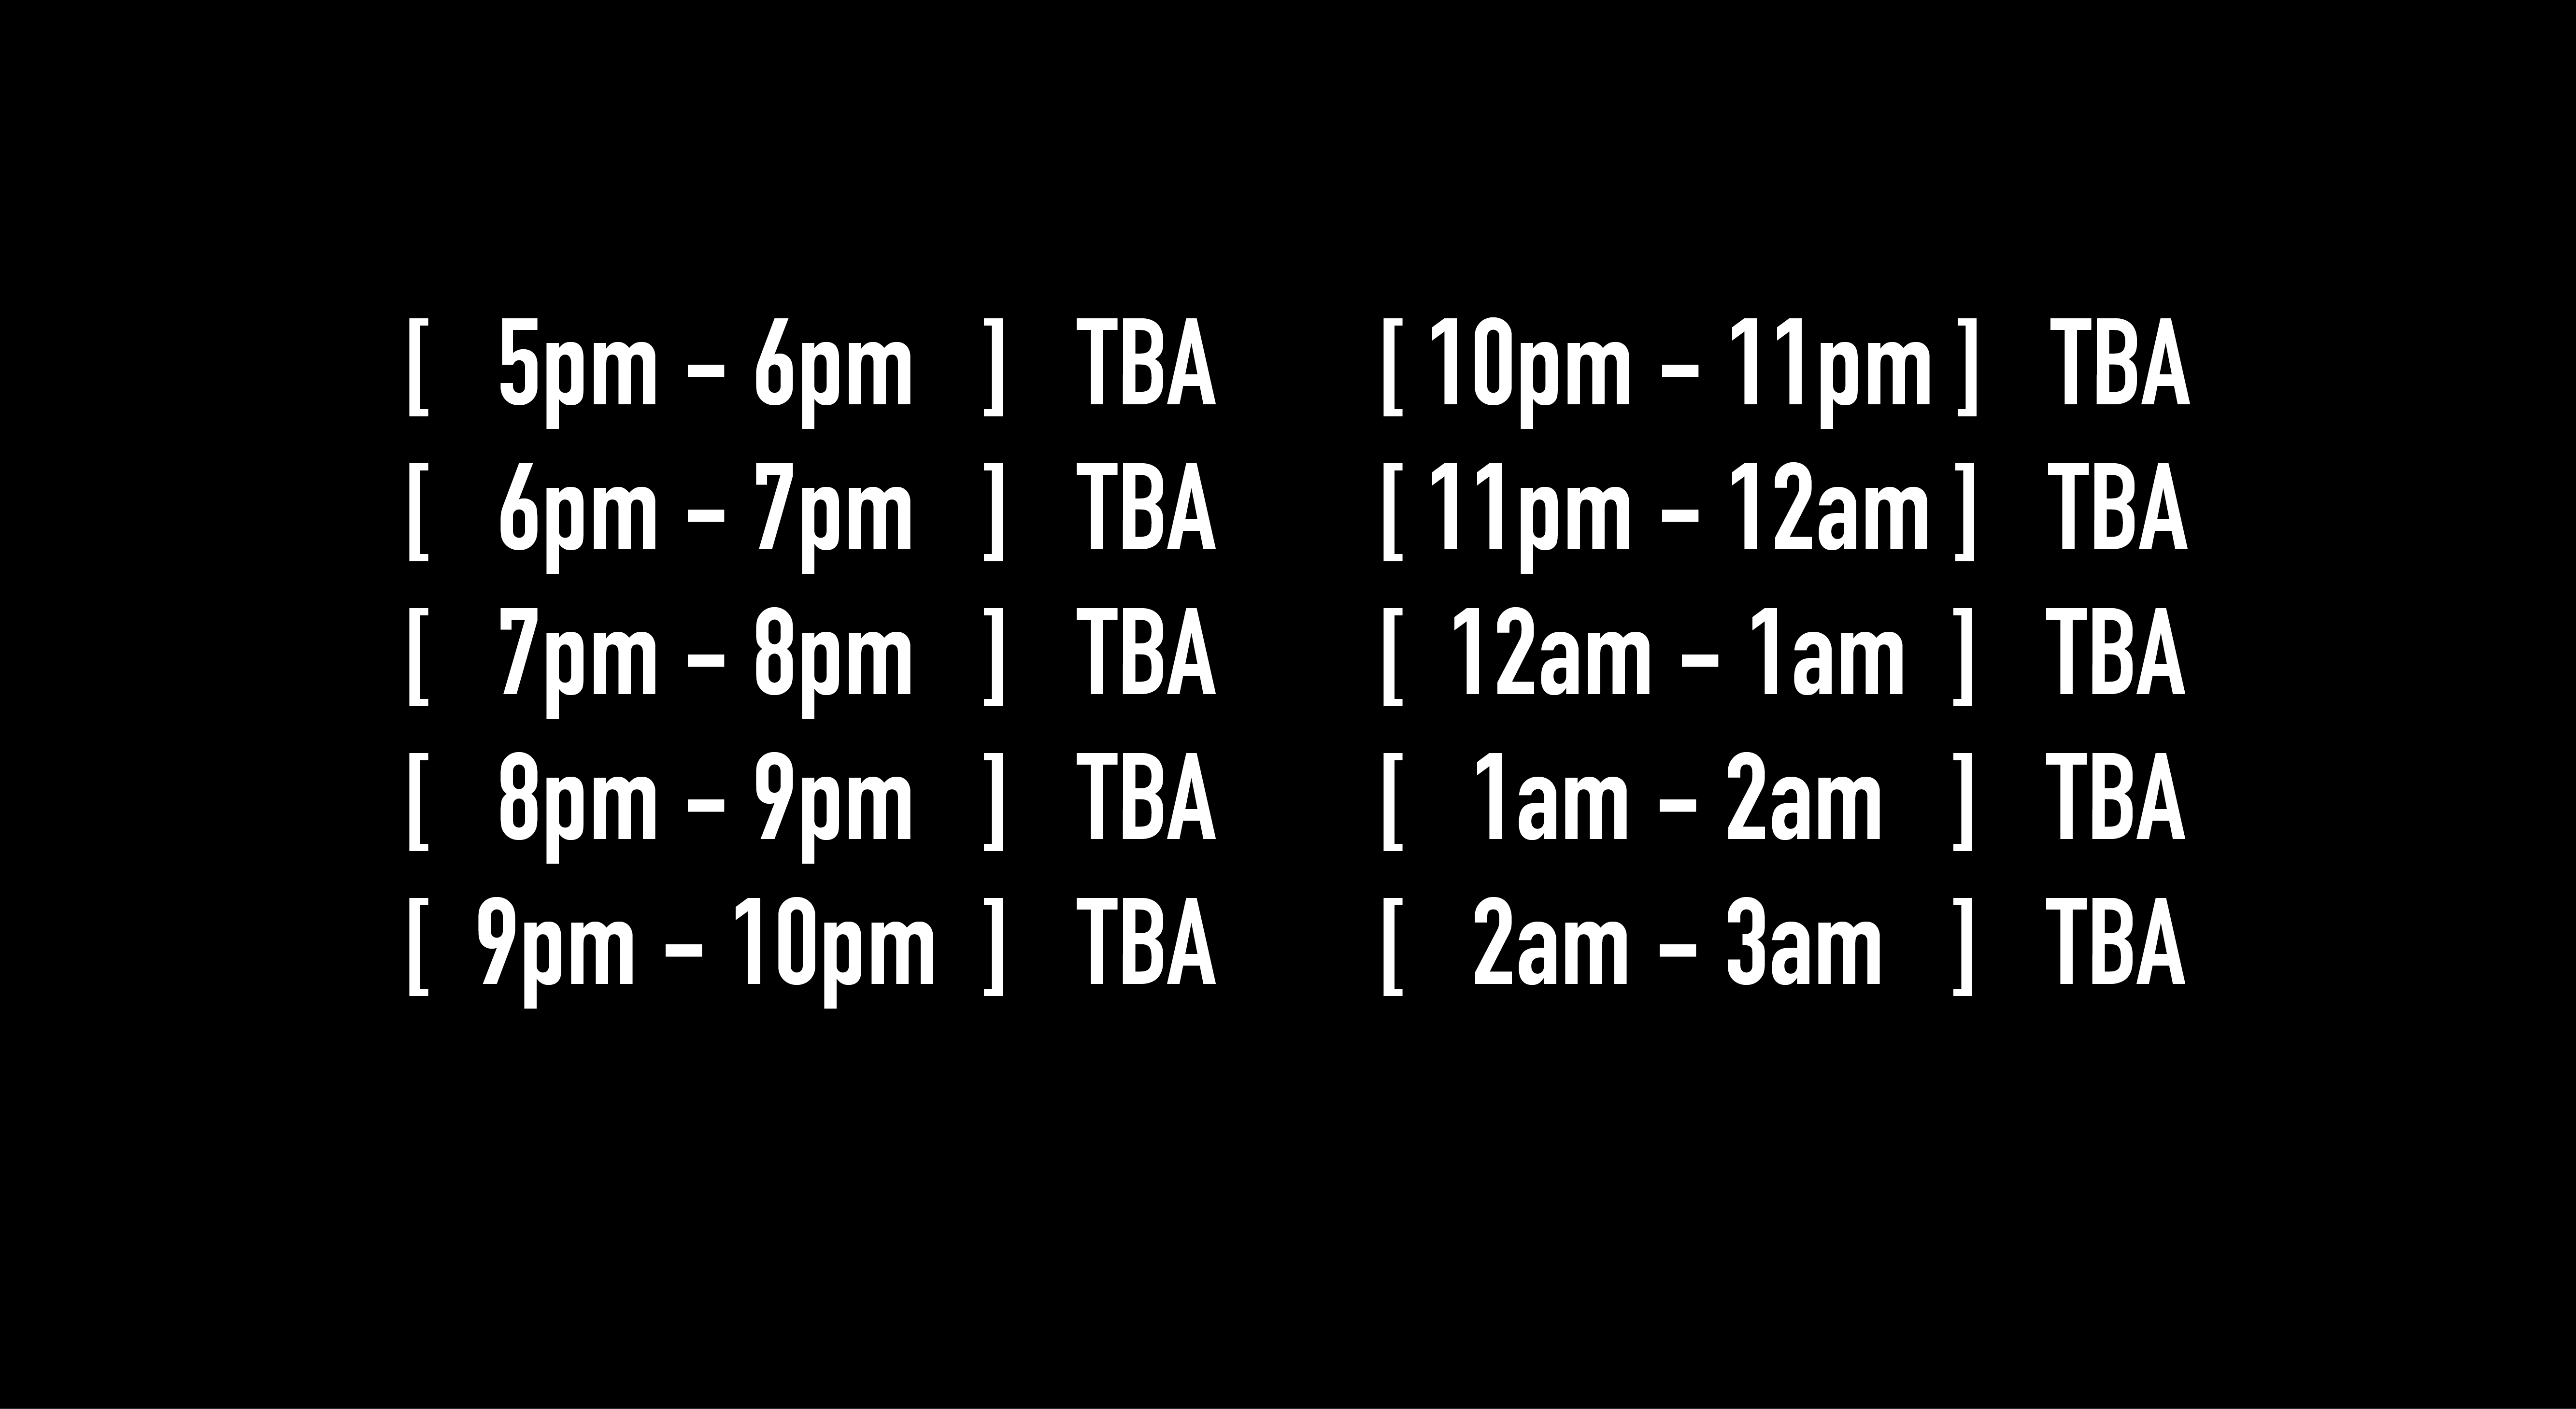 [ 5pm – 6pm ] TBA
[ 6pm – 7pm ] TBA
[ 7pm – 8pm ] TBA
[ 8pm – 9pm ] TBA
[ 9pm – 10pm ] TBA
[ 10pm – 11pm ] TBA
[ 11pm – 12am ] TBA
[ 12am – 1am ] TBA
[ 1am – 2am ] TBA
[ 2am – 3am ] TBA